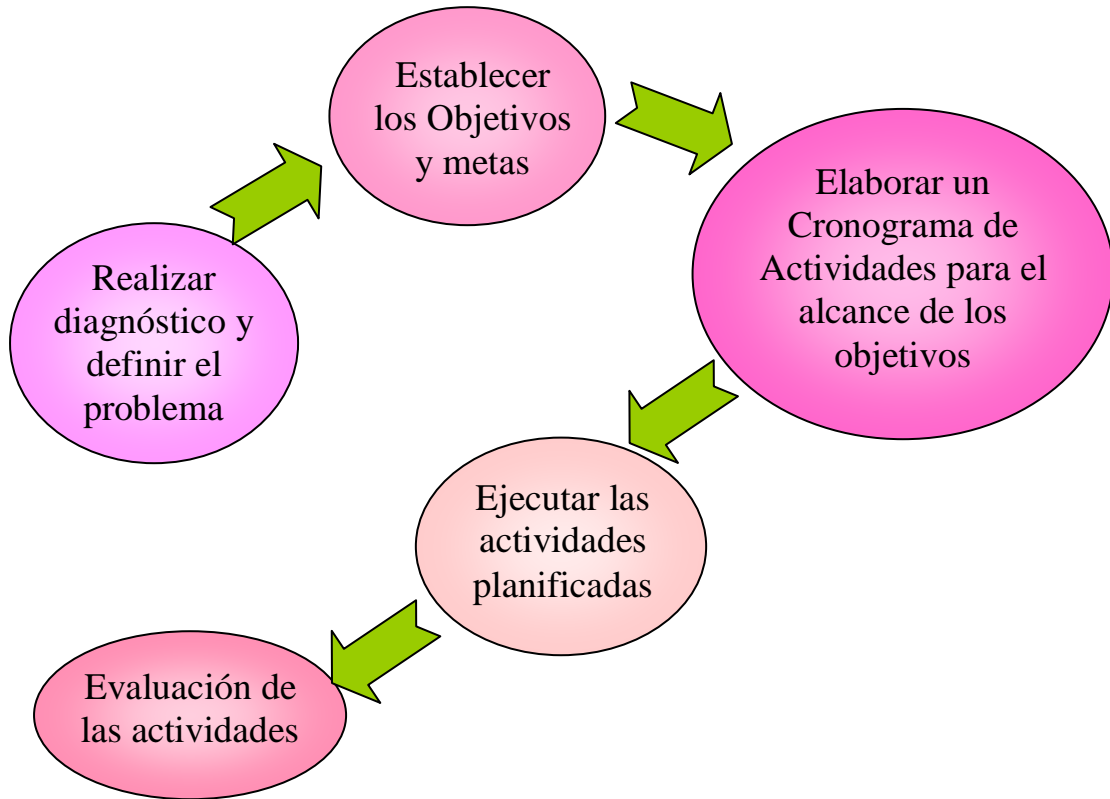 Realizar
diagnóstico y
definir el
problema
Establecer
los Objetivos
y metas
Elaborar un
Cronograma de
Actividades para el
alcance de los
objetivos
Ejecutar las
actividades
planificadas
Evaluación de
las actividades